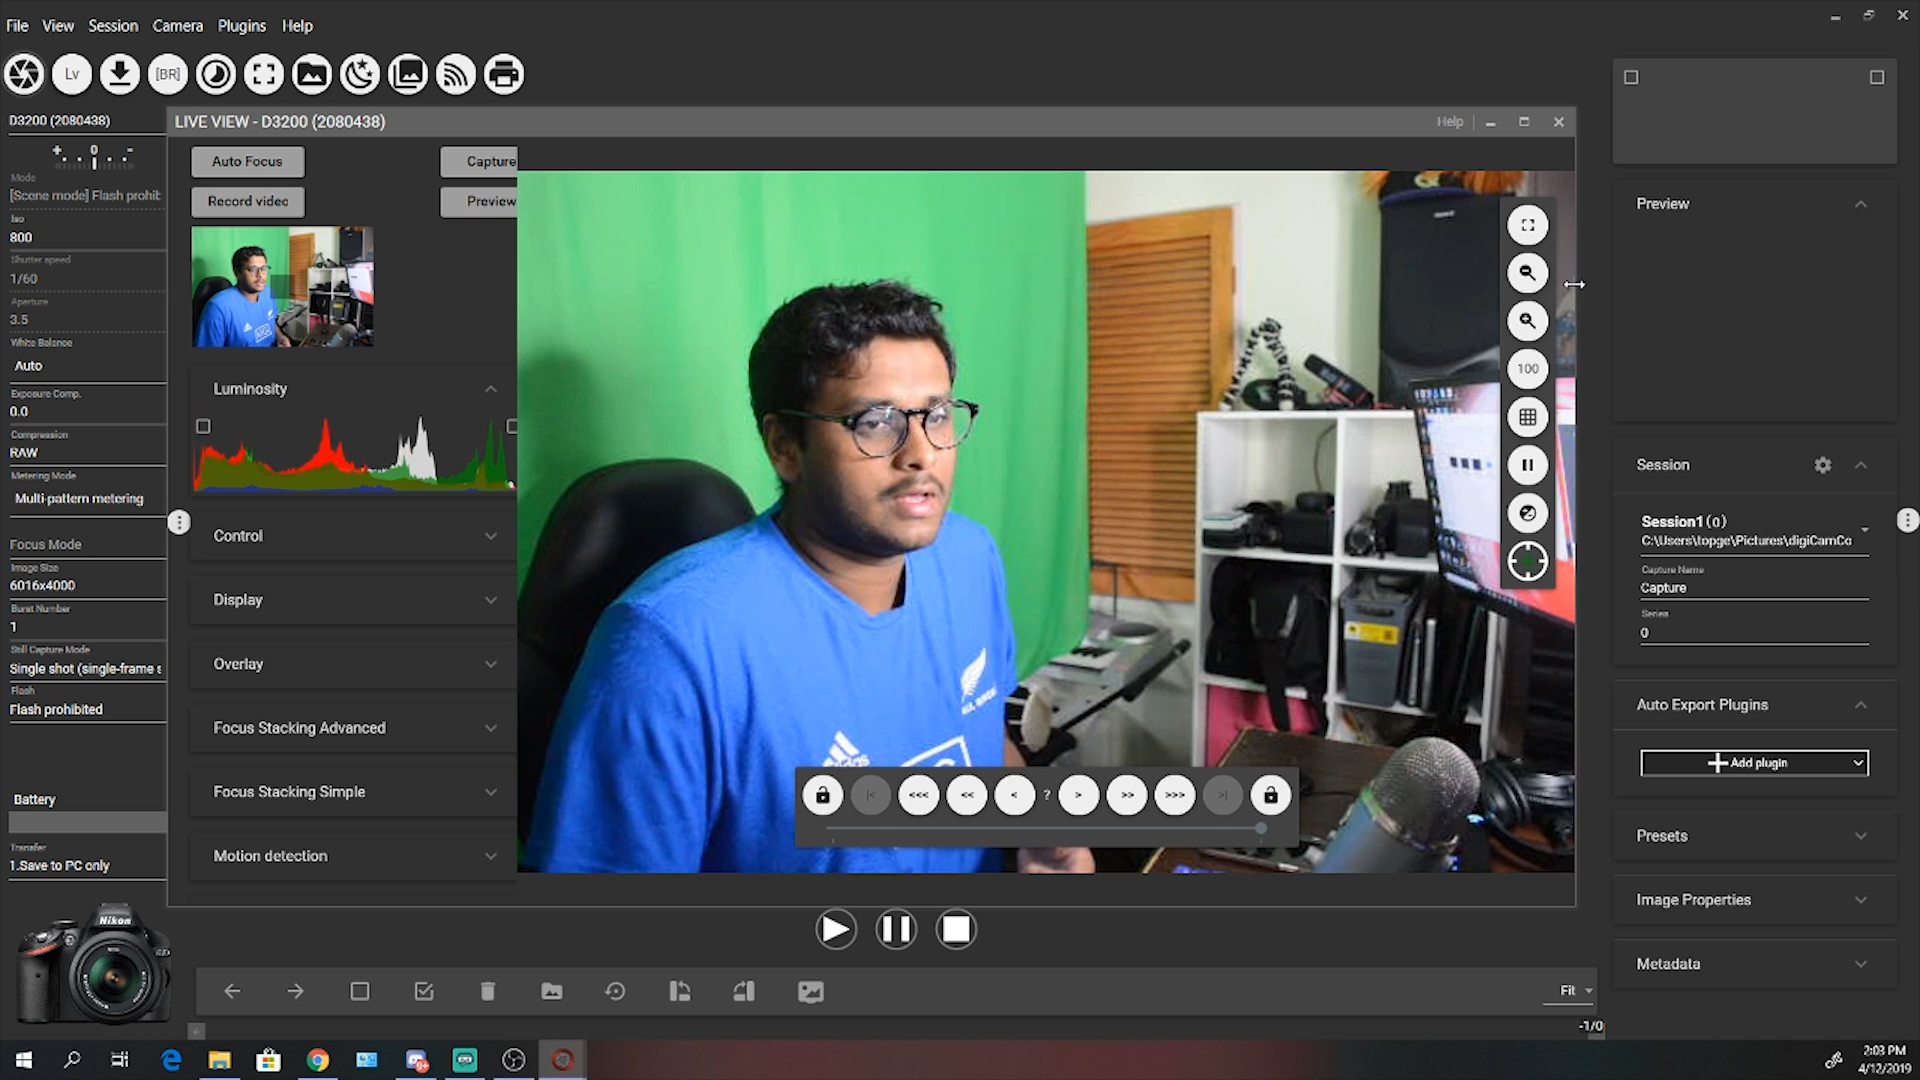 File View Session Camera Plugins Help
Lv [BR]
D3200 (2080438)
+ 0 -
Mode
[Scene mode] Flash prohit
Iso
800
Shutter speed
1/60
Aperture
3.5
White Balance
Auto
Exposure Comp.
0.0
Compression
RAW
Metering Mode
Multi-pattern metering
Focus Mode
Image Size
6016x4000
Burst Number
1
Still Capture Mode
Single shot (single-frame s
Flash
Flash prohibited
Battery
Transfer
1.Save to PC only
Nikon
LIVE VIEW - D3200 (2080438) Help
Auto Focus Capture
Record video Preview
Luminosity
Control
Display
Overlay
Focus Stacking Advanced
Focus Stacking Simple
Motion detection
adidas
100
|< <<< << < ? > >> >>> >|
Fit
-1/0
Preview
Session
Session1 (0)
C:\Users\topge\Pictures\digiCamCo
Capture Name
Capture
Series
0
Auto Export Plugins
Add plugin
Presets
Image Properties
Metadata
9+
2:03 PM
4/12/2019